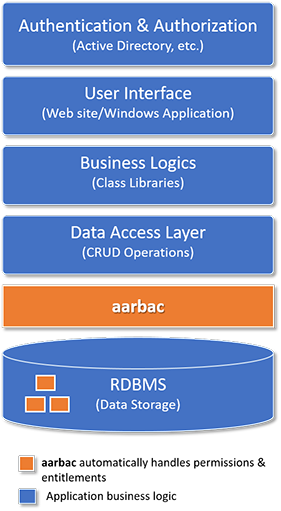 Authentication & Authorization
(Active Directory, etc.)
User Interface
(Web site/Windows Application)
Business Logics
(Class Libraries)
Data Access Layer
(CRUD Operations)
aarbac
RDBMS
(Data Storage)
aarbac automatically handles permissions &
entitlements
Application business logic